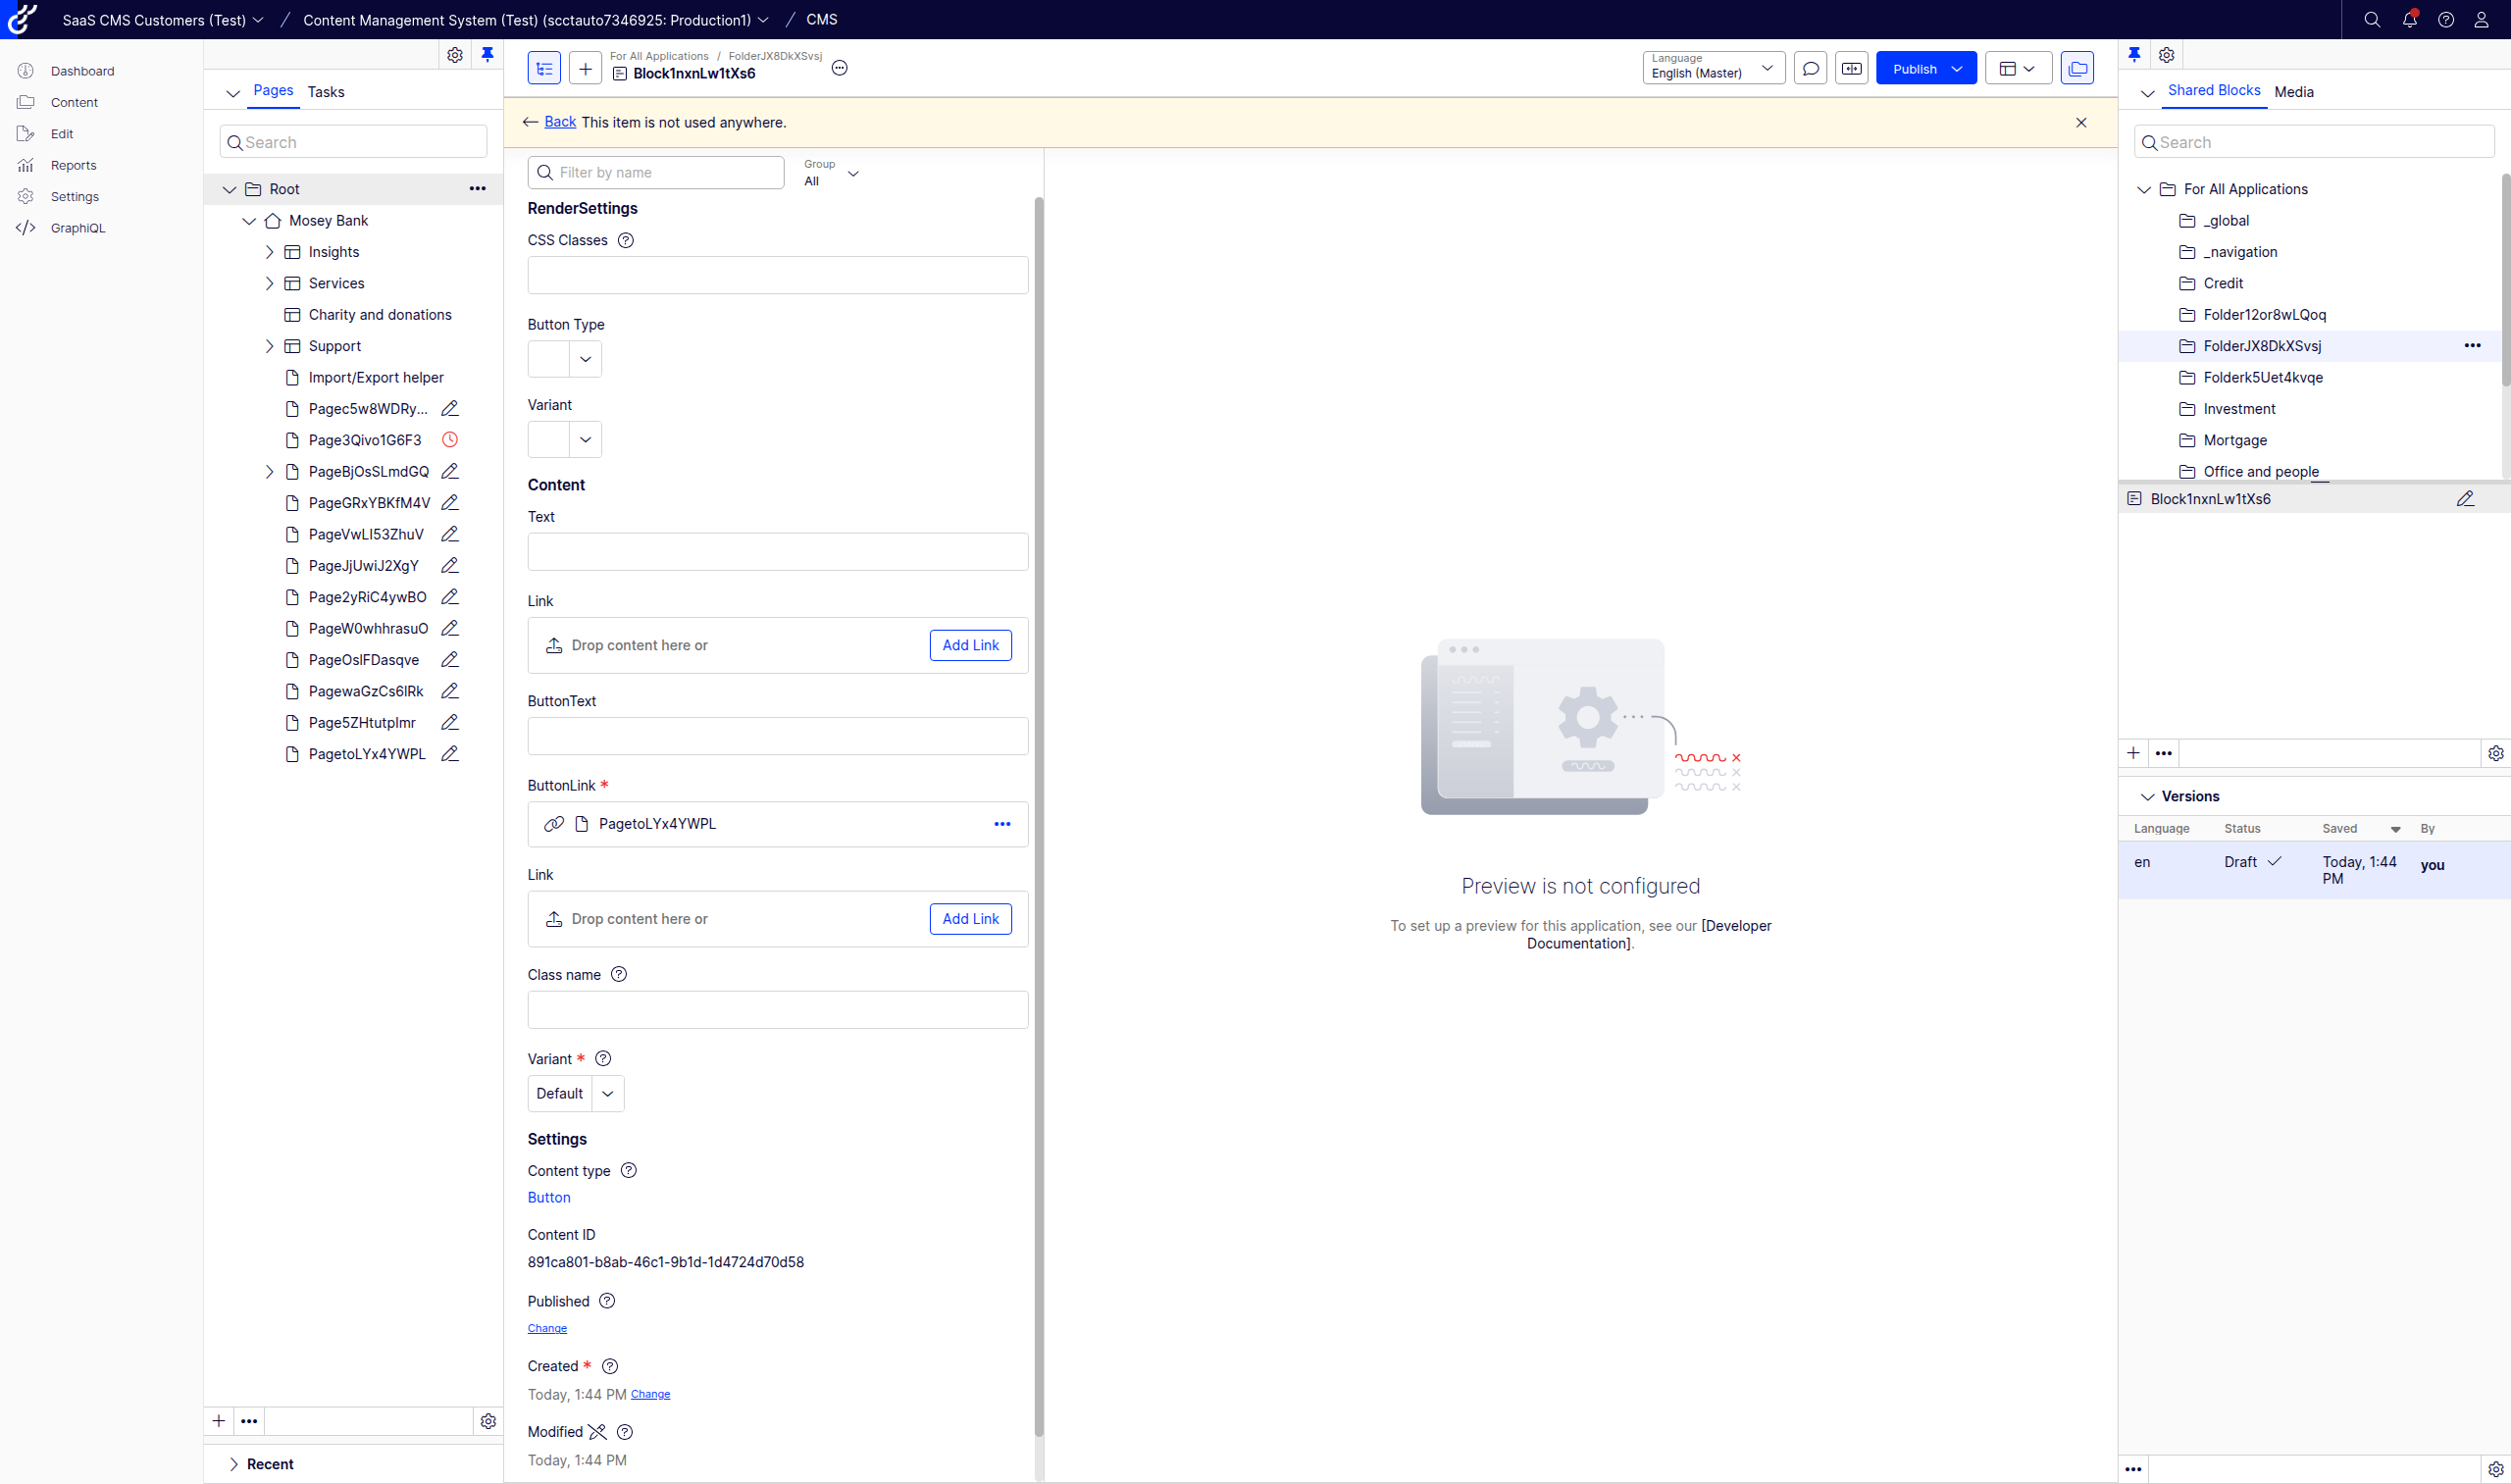 SaaS CMS Customers (Test) / Content Management System (Test) (scctauto7346925: Production1) / CMS
Dashboard
Content
Edit
Reports
Settings
GraphiQL
Pages Tasks
Search
Root
Mosey Bank
Insights
Services
Charity and donations
Support
Import/Export helper
Pagec5w8WDRy...
Page3Qivo1G6F3
PageBjOsSLmdGQ
PageGRxYBKfM4V
PageVwLI53ZhuV
PageJjUwiJ2XgY
Page2yRiC4ywBO
PageW0whhrasuO
PageOsIFDasqve
PagewaGzCs6IRk
Page5ZHtutpImr
PagetoLYx4YWPL
Recent
For All Applications / FolderJX8DkXSvsj
Block1nxnLw1tXs6
Language
English (Master)
Publish
Back This item is not used anywhere.
Filter by name
Group
All
RenderSettings
CSS Classes
Button Type
Variant
Content
Text
Link
Drop content here or Add Link
ButtonText
ButtonLink *
PagetoLYx4YWPL
Link
Drop content here or Add Link
Class name
Variant *
Default
Settings
Content type
Button
Content ID
891ca801-b8ab-46c1-9b1d-1d4724d70d58
Published
Change
Created *
Today, 1:44 PM Change
Modified
Today, 1:44 PM
Preview is not configured
To set up a preview for this application, see our [Developer
Documentation].
Shared Blocks Media
Search
For All Applications
_global
_navigation
Credit
Folder12or8wLQoq
FolderJX8DkXSvsj
Folderk5Uet4kvqe
Investment
Mortgage
Office and people
Block1nxnLw1tXs6
Versions
Language Status Saved By
en Draft Today, 1:44 PM you